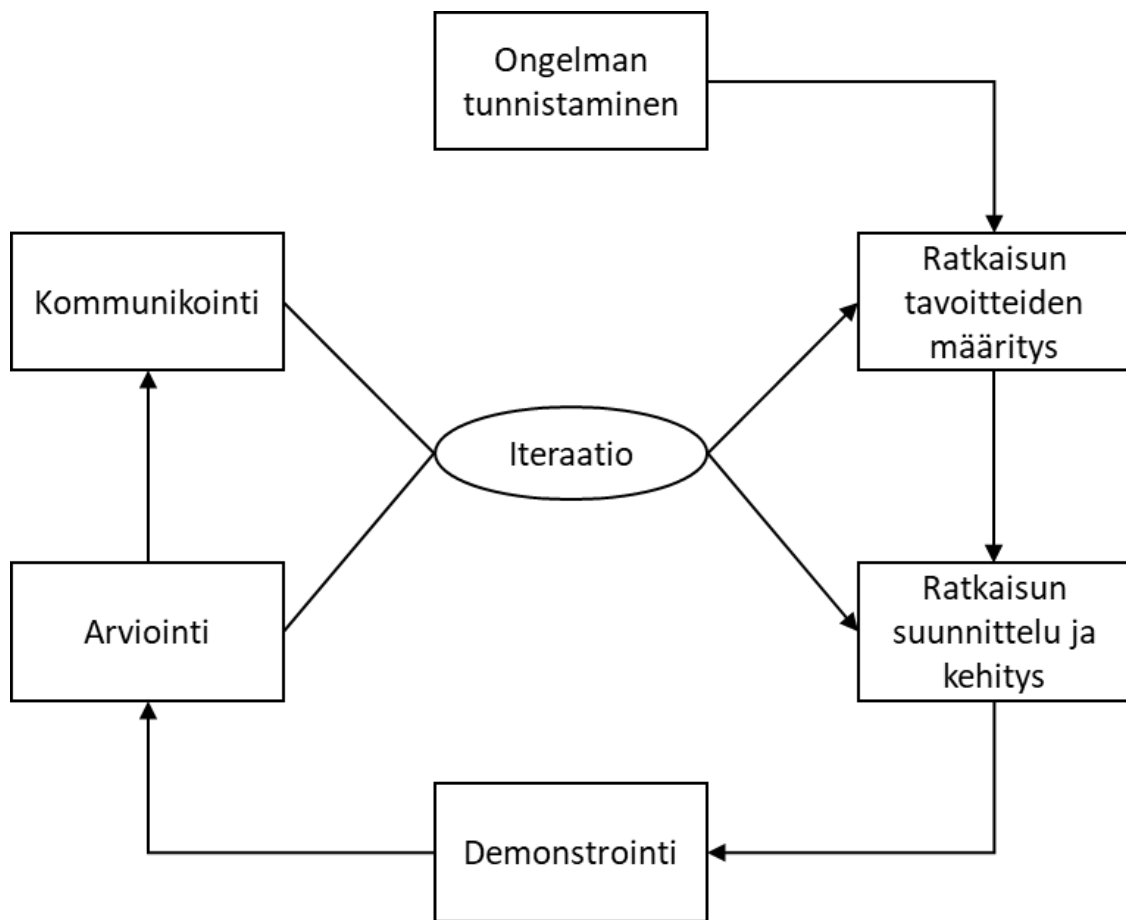 Ongelman
tunnistaminen
Kommunikointi
Ratkaisun
tavoitteiden
määritys
Iteraatio
Arviointi
Ratkaisun
suunnittelu ja
kehitys
Demonstrointi